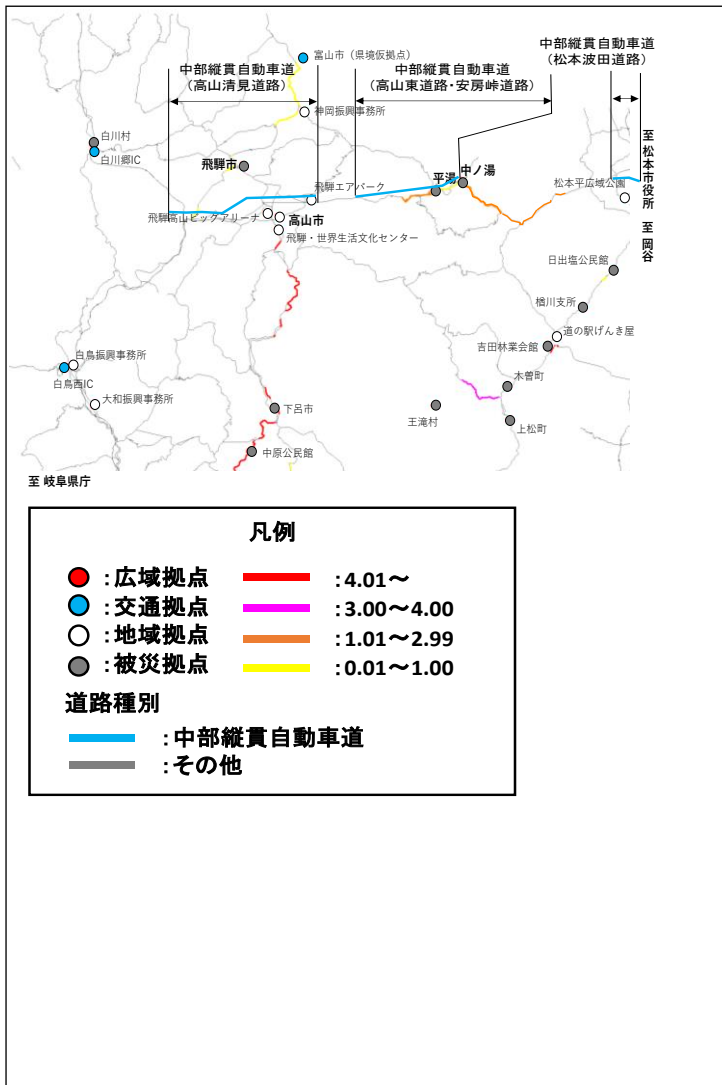 中部縦貫自動車道
(松本波田道路)
中部縦貫自動車道
(高山清見道路)
富山市（県境仮拠点）
中部縦貫自動車道
(高山東道路・安房峠道路)
神岡振興事務所
白川村
白川郷IC
飛騨市
平湯
中ノ湯
飛騨エアパーク
松本平広域公園
至 松本市役所
至 岡谷
飛騨高山ビックアリーナ
高山市
飛騨・世界生活文化センター
日出塩公民館
楢川支所
道の駅げんき屋
吉田林業会館
白鳥振興事務所
白鳥西IC
木曽町
大和振興事務所
下呂市
王滝村
上松町
中原公民館
至 岐阜県庁
凡例
：広域拠点
：4.01～
：交通拠点
：3.00～4.00
：地域拠点
：1.01～2.99
：被災拠点
：0.01～1.00
道路種別
：中部縦貫自動車道
：その他